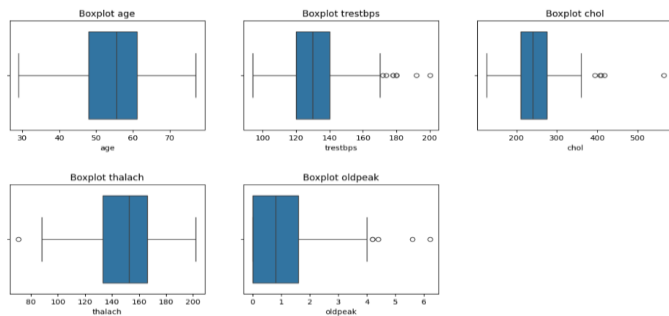 Boxplot age
30 40 50 60 70
age
Boxplot trestbps
100 120 140 160 180 200
trestbps
Boxplot chol
200 300 400 500
chol
Boxplot thalach
80 100 120 140 160 180 200
thalach
Boxplot oldpeak
0 1 2 3 4 5 6
oldpeak